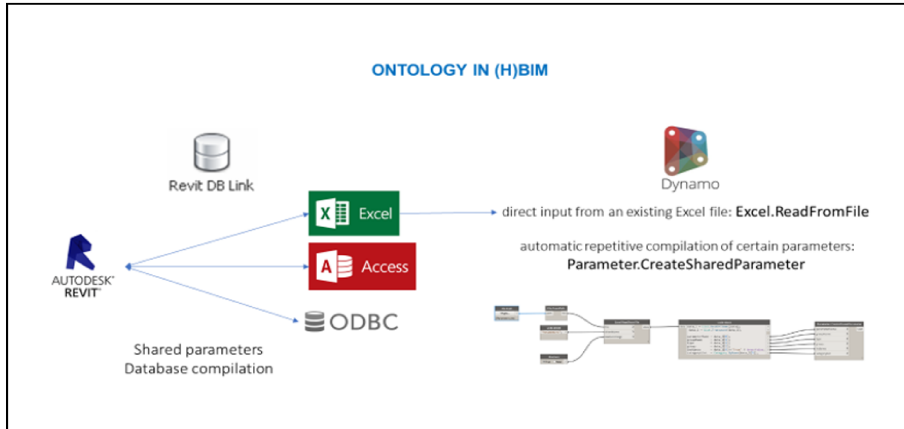 ONTOLOGY IN (H)BIM
Revit DB Link
Dynamo
Excel
direct input from an existing Excel file: Excel.ReadFromFile
Access
automatic repetitive compilation of certain parameters:
Parameter.CreateSharedParameter
AUTODESK®
REVIT®
ODBC
Shared parameters
Database compilation